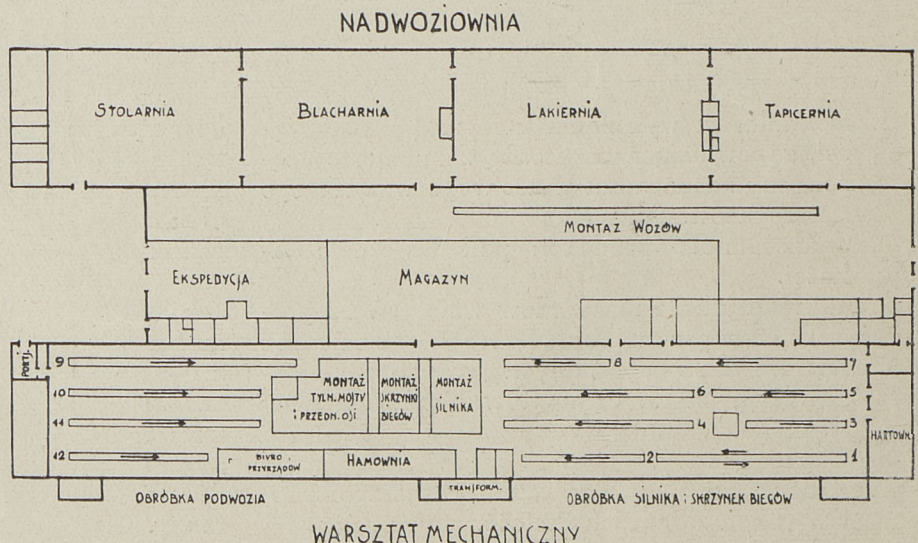 NADWOZIOWNIA
STOLARNIA
BLACHARNIA
LAKIERNIA
TAPICERNIA
MONTAŻ WOZÓW
EKSPEDYCJA
MAGAZYN
PORTJ.
9
8
7
10
MONTAŻ
TYLN. MOSTU
i PRZEDN. OSI
MONTAŻ
SKRZYNKI
BIEGÓW
MONTAŻ
SILNIKA
6
5
11
4
3
HARTOWN.
12
BIURO
PRZYRZĄDÓW
HAMOWNIA
2
1
TRANSFORM.
OBRÓBKA PODWOZIA
OBRÓBKA SILNIKA i SKRZYNEK BIEGÓW
WARSZTAT MECHANICZNY